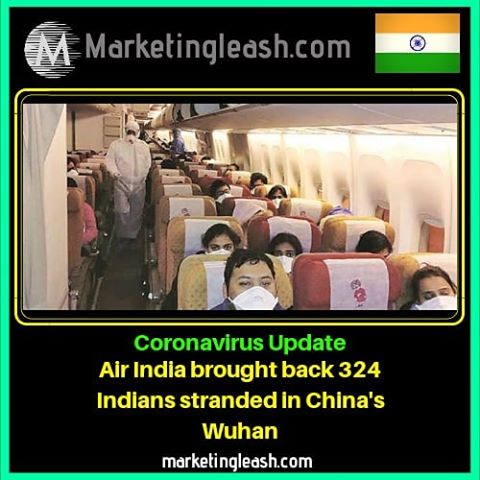 M Marketingleash.com
Coronavirus Update
Air India brought back 324
Indians stranded in China's
Wuhan
marketingleash.com